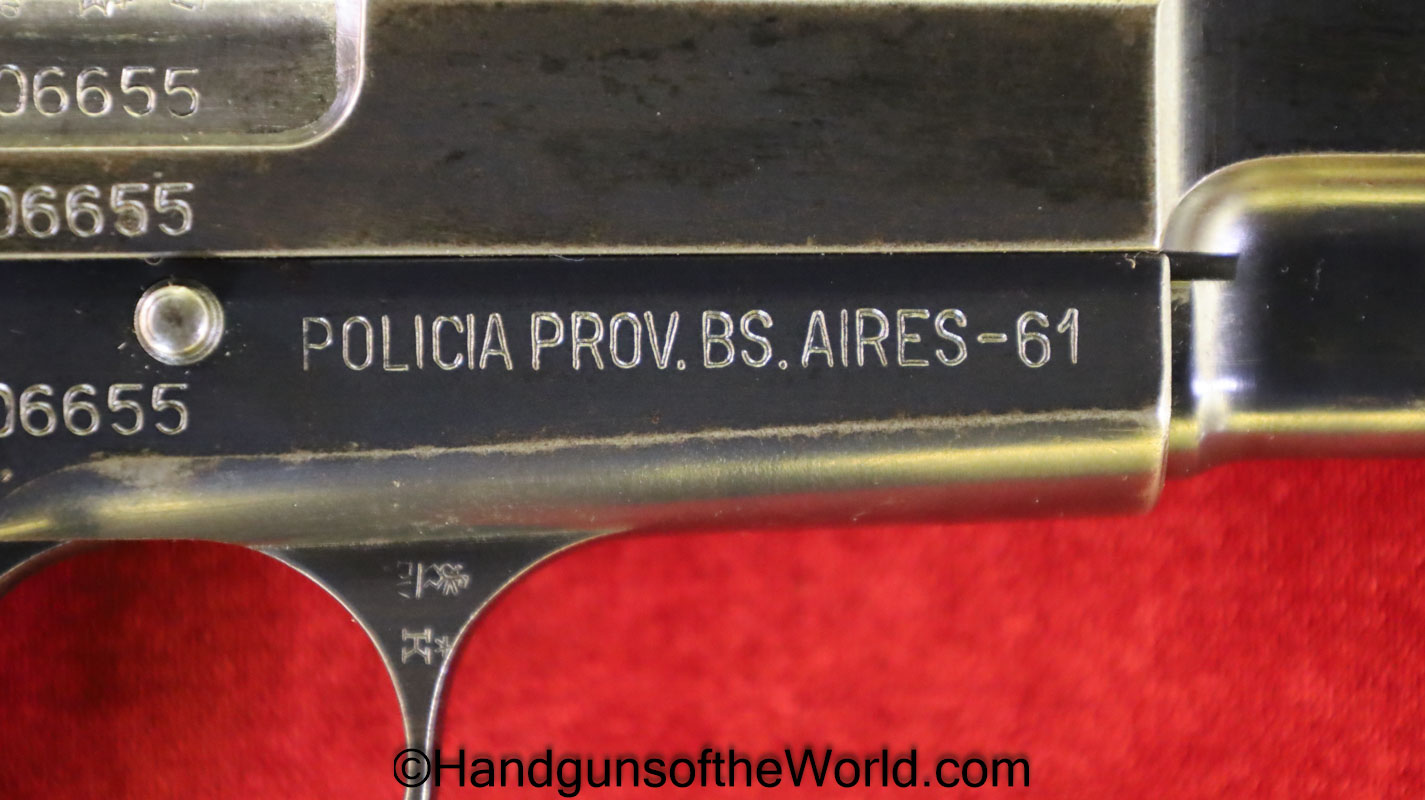 06655
06655
POLICIA PROV. BS. AIRES-61
06655
©HandgunsoftheWorld.com